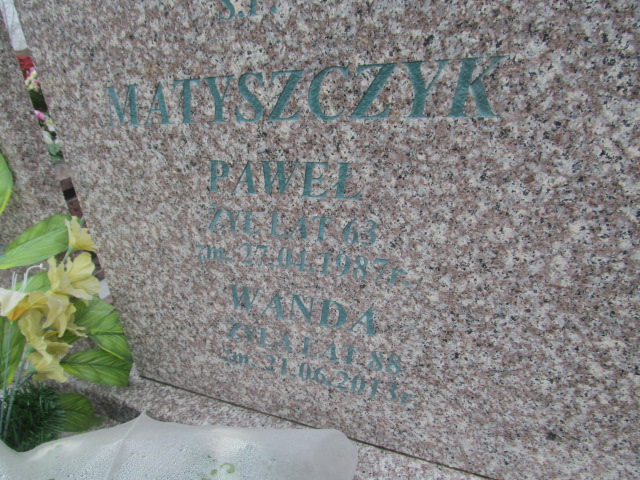 Ś.P.
MATYSZCZYK
PAWEŁ
ŻYŁ LAT 63
zm. 27.04.1987r.
WANDA
ŻYŁA LAT 88
zm. 21.06.2013r.